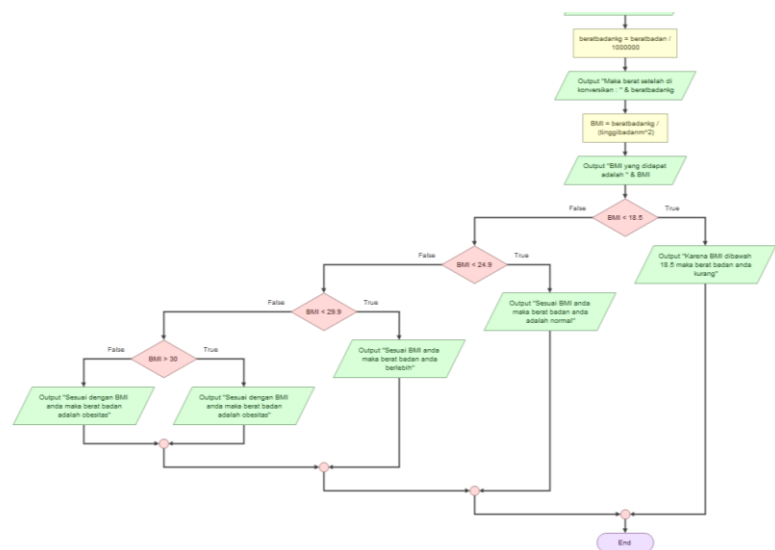 beratbadankg = beratbadan /
1000000
Output "Maka berat setelah di
konversikan : " & beratbadankg
BMI = beratbadankg /
(tinggibadanm^2)
Output "BMI yang didapat
adalah " & BMI
False
True
BMI < 18.5
False
True
BMI < 24.9
Output "Karena BMI dibawah
18.5 maka berat badan anda
kurang"
False
True
BMI < 29.9
Output "Sesuai BMI anda
maka berat badan anda
adalah normal"
False
True
BMI > 30
Output "Sesuai BMI anda
maka berat badan anda
berlebih"
Output "Sesuai dengan BMI
anda maka berat badan
adalah obesitas"
Output "Sesuai dengan BMI
anda maka berat badan
adalah obesitas"
End